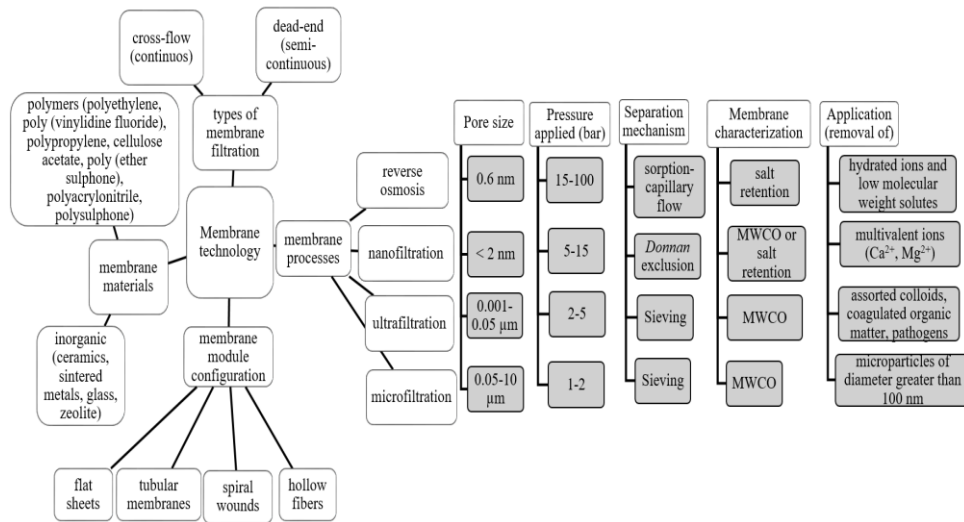 cross-flow
(continuos)
dead-end
(semi-
continuous)
polymers (polyethylene,
poly (vinylidine fluoride),
polypropylene, cellulose
acetate, poly (ether
sulphone),
polyacrylonitrile,
polysulphone)
types of
membrane
filtration
Membrane
technology
membrane
materials
inorganic
(ceramics,
sintered
metals, glass,
zeolite)
membrane
module
configuration
flat
sheets
tubular
membranes
spiral
wounds
hollow
fibers
membrane
processes
reverse
osmosis
nanofiltration
ultrafiltration
microfiltration
Pore size
0.6 nm
< 2 nm
0.001-
0.05 µm
0.05-10
µm
Pressure
applied (bar)
15-100
5-15
2-5
1-2
Separation
mechanism
sorption-
capillary
flow
Donnan
exclusion
Sieving
Sieving
Membrane
characterization
salt
retention
MWCO or
salt
retention
MWCO
MWCO
Application
(removal of)
hydrated ions and
low molecular
weight solutes
multivalent ions
(Ca²⁺, Mg²⁺)
assorted colloids,
coagulated organic
matter, pathogens
microparticles of
diameter greater than
100 nm